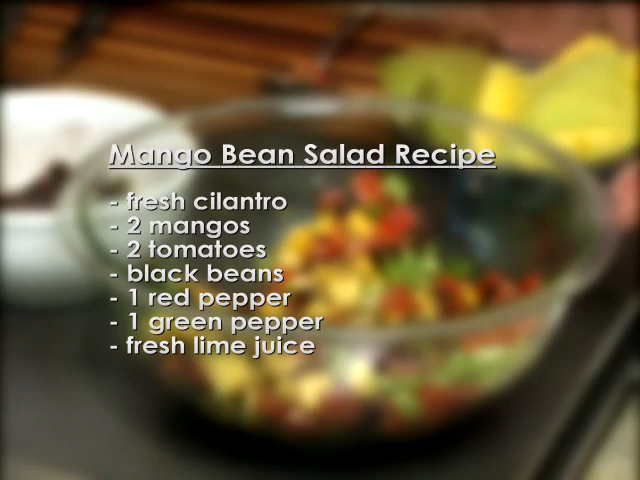 Mango Bean Salad Recipe
- fresh cilantro
- 2 mangos
- 2 tomatoes
- black beans
- 1 red pepper
- 1 green pepper
- fresh lime juice